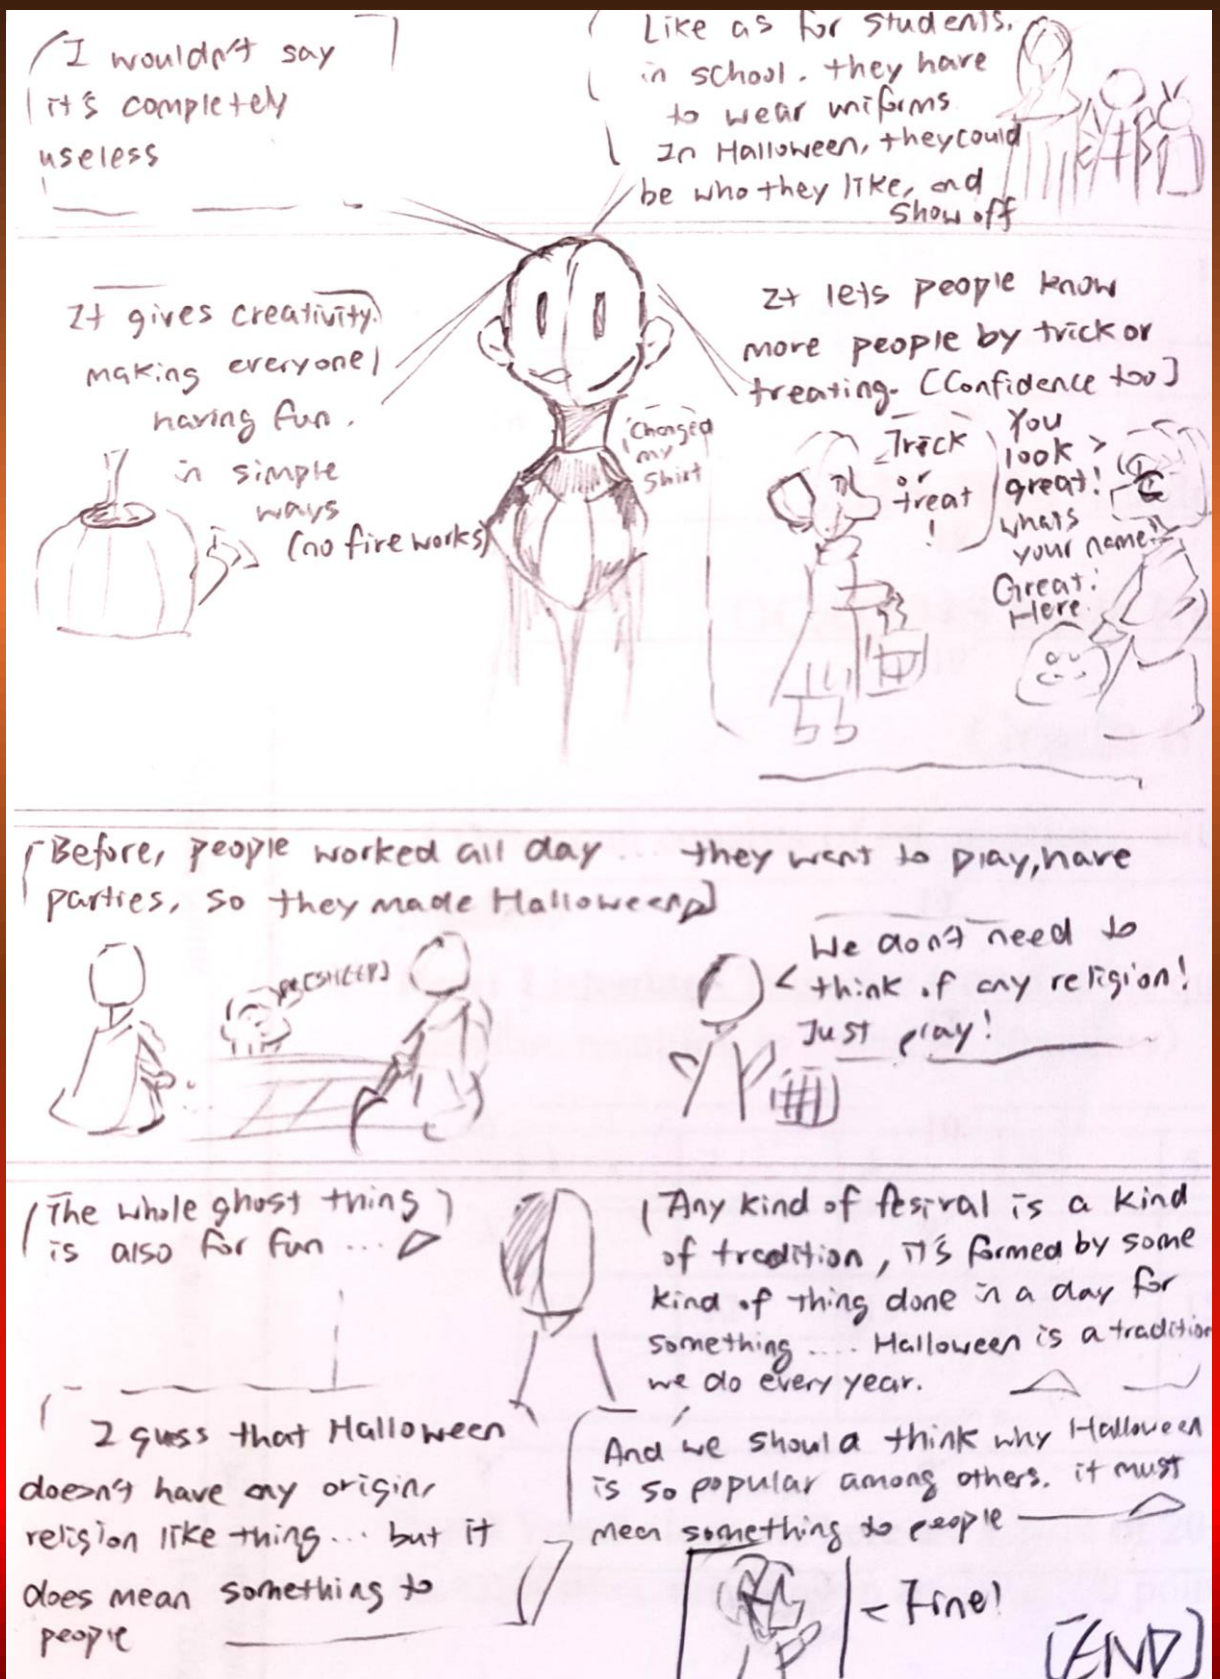 I wouldn't say
it's completely
useless
Like as for students.
in school. they have
to wear uniforms
In Halloween, they could
be who they like, and
show off
It gives creativity.
making everyone
having fun.
in simple
ways
(no fireworks)
Changed
my
shirt
It lets people know
more people by trick or
treating. [Confidence too]
Trick
or
treat
!
You
look
great!
whats
your name
Great!
Here
Before, people worked all day ... they want to play, have
parties, so they made Halloween
[SHEEP]
We don't need to
think of any religion!
Just play!
The whole ghost thing
is also for fun ...
Any kind of fesival is a kind
of tradition, it's formed by some
kind of thing done in a day for
something .... Halloween is a tradition
we do every year.
I guss that Halloween
doesn't have any origin,
religion like thing... but it
does mean something to
people
And we should think why Halloween
is so popular among others. it must
mean something to people
- Fine!
[END]